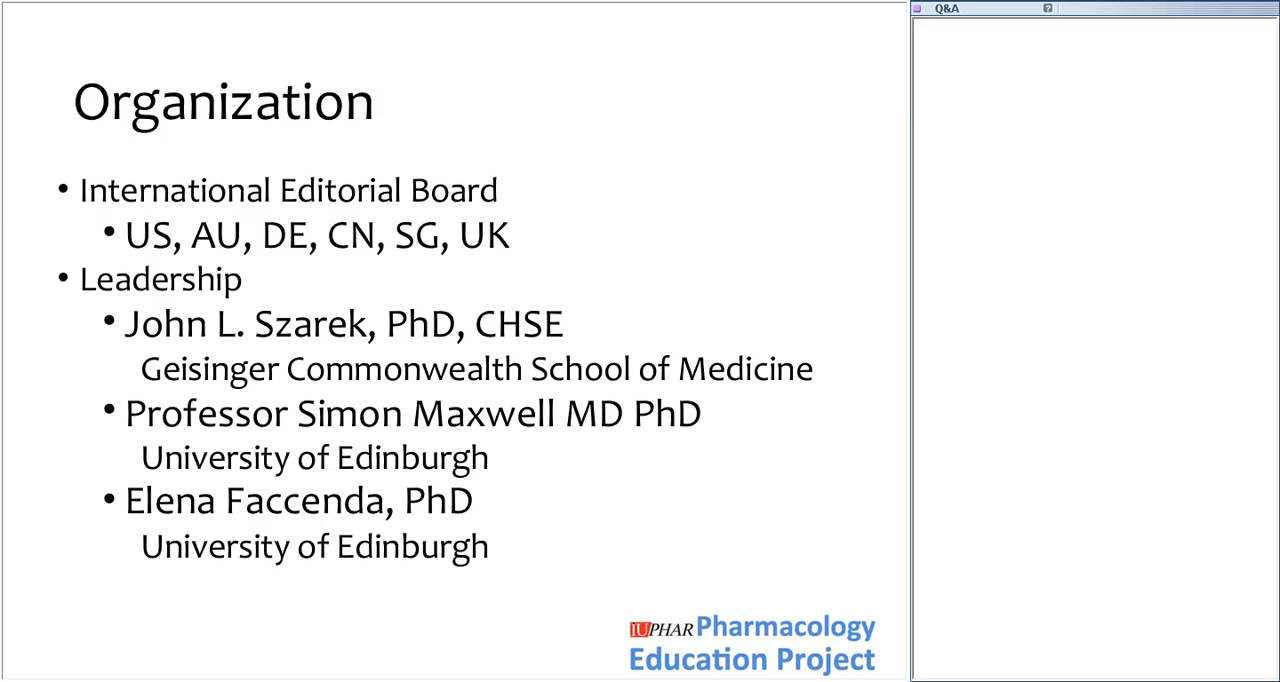 Organization
• International Editorial Board
• US, AU, DE, CN, SG, UK
• Leadership
• John L. Szarek, PhD, CHSE
Geisinger Commonwealth School of Medicine
• Professor Simon Maxwell MD PhD
University of Edinburgh
• Elena Faccenda, PhD
University of Edinburgh
IUPHAR Pharmacology
Education Project
Q&A
?